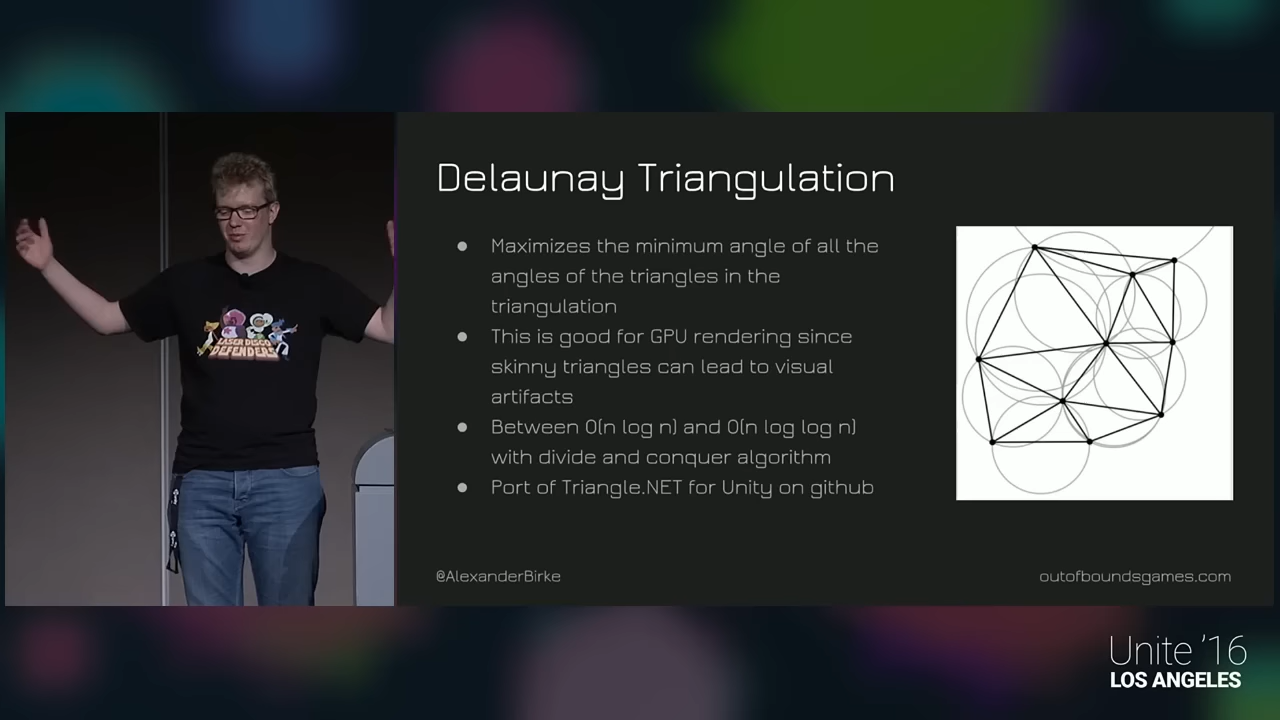 Delaunay Triangulation
● Maximizes the minimum angle of all the
angles of the triangles in the
triangulation
● This is good for GPU rendering since
skinny triangles can lead to visual
artifacts
● Between O(n log n) and O(n log log n)
with divide and conquer algorithm
● Port of Triangle.NET for Unity on github
@AlexanderBirke
outofboundsgames.com
LASER DISCO
DEFENDERS
Unite '16
LOS ANGELES